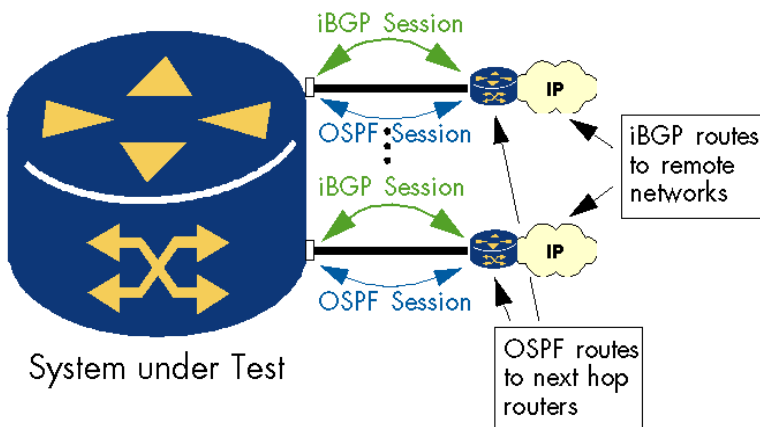 iBGP Session
OSPF Session
IP
iBGP Session
OSPF Session
IP
iBGP routes
to remote
networks
System under Test
OSPF routes
to next hop
routers